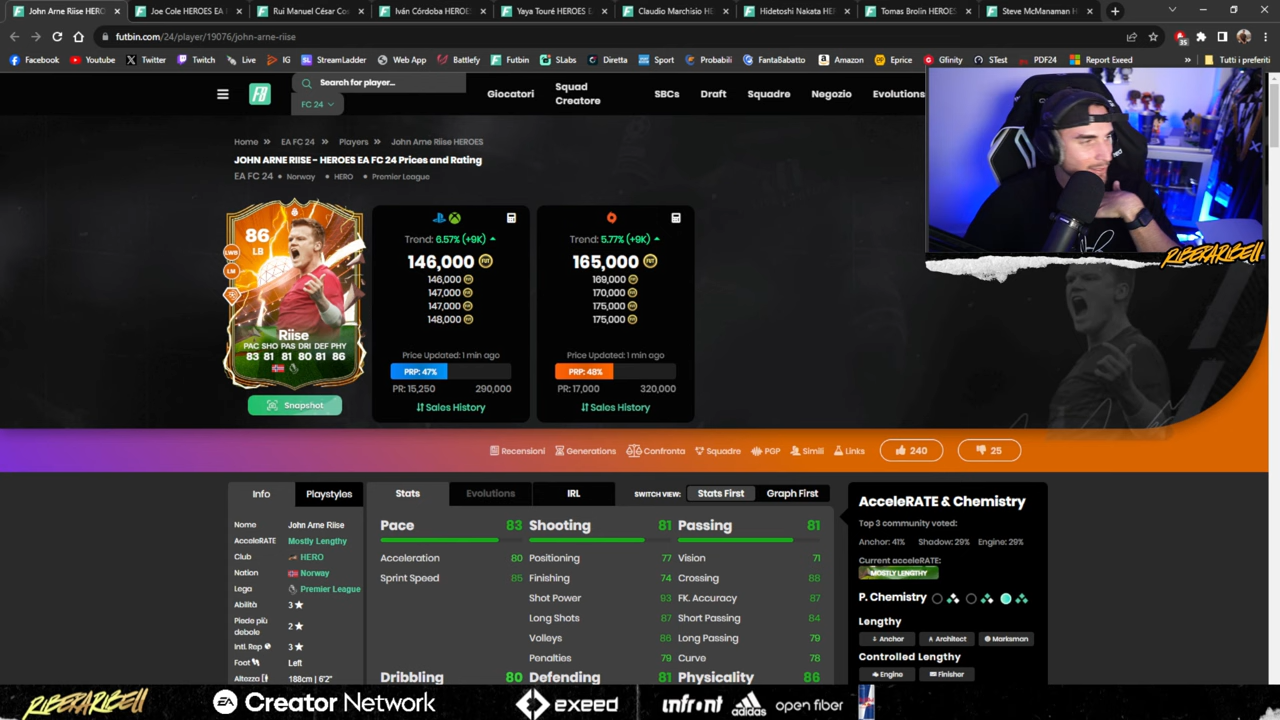 John Arne Riise HERO
Joe Cole HEROES EA F
Rui Manuel César Cos
Iván Córdoba HEROE
Yaya Touré HEROES E
Claudio Marchisio HE
Hidetoshi Nakata HE
Tomas Brolin HEROES
Steve McManaman H
futbin.com/24/player/19076/john-arne-riise
35
Facebook
Youtube
Twitter
Twitch
Live
IG
StreamLadder
Web App
Battlefy
Futbin
SLabs
Diretta
Sport
Probabili
FantaBabatto
Amazon
Eprice
Gfinity
STest
PDF24
Report Exeed
Tutti i preferiti
Search for player...
FC 24
Giocatori
Squad Creatore
SBCs
Draft
Squadre
Negozio
Evolutions
Home » EA FC 24 » Players » John Arne Riise HEROES
JOHN ARNE RIISE - HEROES EA FC 24 Prices and Rating
EA FC 24 • Norway • HERO • Premier League
86
LB
LWB
LM
Riise
PAC SHO PAS DRI DEF PHY
83 81 81 80 81 86
Snapshot
Trend: 6.57% (+9K)
146,000
146,000
147,000
147,000
148,000
Price Updated: 1 min ago
PRP: 47%
PR: 15,250 290,000
Sales History
Trend: 5.77% (+9K)
165,000
169,000
170,000
175,000
175,000
Price Updated: 1 min ago
PRP: 48%
PR: 17,000 320,000
Sales History
RIBERARIBELL
Recensioni
Generations
Confronta
Squadre
PGP
Simili
Links
240
25
Info
Playstyles
Nome John Arne Riise
AcceleRATE Mostly Lengthy
Club HERO
Nation Norway
Lega Premier League
Abilità 3
Piede più debole 2
Intl. Rep 3
Foot Left
Altezza 188cm | 6'2"
Stats
Evolutions
IRL
SWITCH VIEW:
Stats First
Graph First
Pace 83
Acceleration 80
Sprint Speed 85
Shooting 81
Positioning 77
Finishing 74
Shot Power 93
Long Shots 87
Volleys 86
Penalties 79
Passing 81
Vision 71
Crossing 88
FK. Accuracy 87
Short Passing 84
Long Passing 79
Curve 78
Dribbling 80
Defending 81
Physicality 86
AcceleRATE & Chemistry
Top 3 community voted:
Anchor: 41% Shadow: 29% Engine: 29%
Current acceleRATE:
MOSTLY LENGTHY
P. Chemistry
Lengthy
Anchor
Architect
Marksman
Controlled Lengthy
Engine
Finisher
RIBERARIBELL
EA Creator Network
exeed
infront
adidas
open fiber